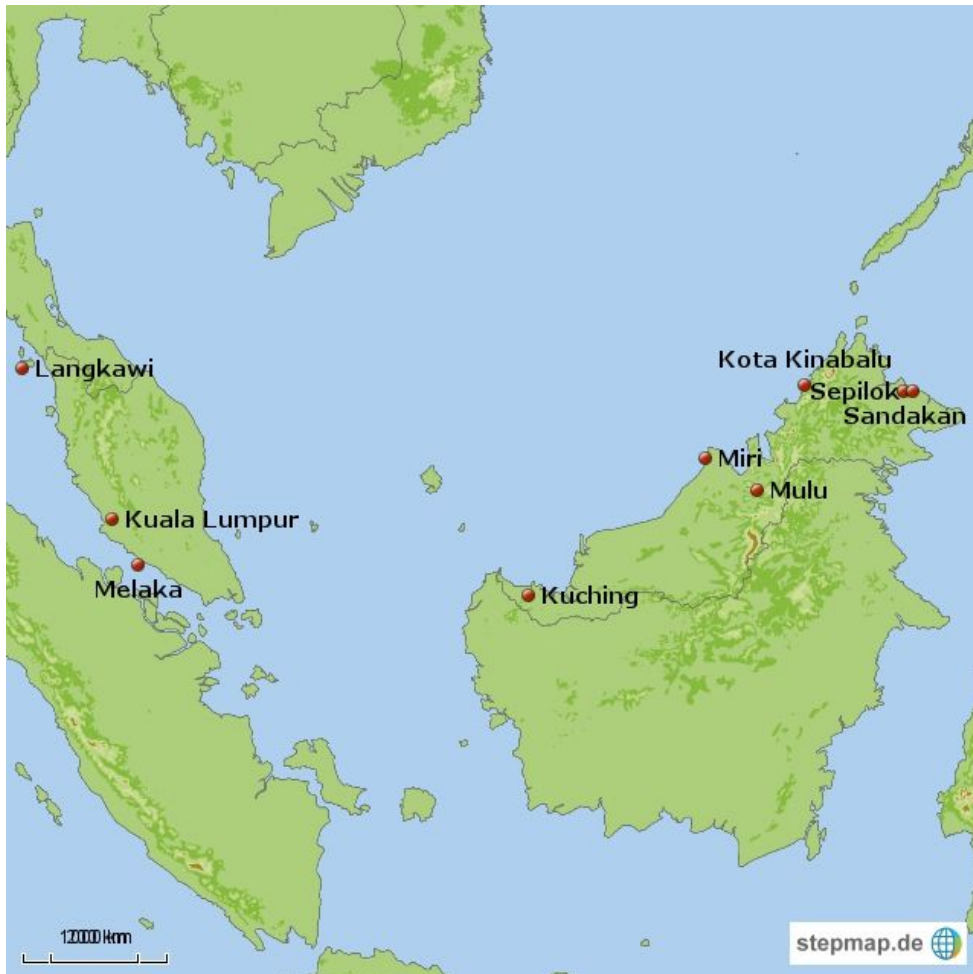 Kota Kinabalu
Langkawi
Sepilok
Sandakan
Miri
Mulu
Kuala Lumpur
Melaka
Kuching
stepmap.de